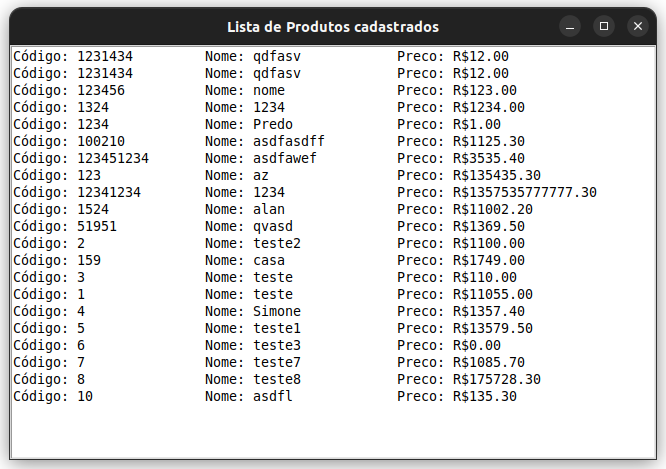 Lista de Produtos cadastrados
Código: 1231434 Nome: qdfasv Preco: R$12.00
Código: 1231434 Nome: qdfasv Preco: R$12.00
Código: 123456 Nome: nome Preco: R$123.00
Código: 1324 Nome: 1234 Preco: R$1234.00
Código: 1234 Nome: Predo Preco: R$1.00
Código: 100210 Nome: asdfasdff Preco: R$1125.30
Código: 123451234 Nome: asdfawef Preco: R$3535.40
Código: 123 Nome: az Preco: R$135435.30
Código: 12341234 Nome: 1234 Preco: R$1357535777777.30
Código: 1524 Nome: alan Preco: R$11002.20
Código: 51951 Nome: qvasd Preco: R$1369.50
Código: 2 Nome: teste2 Preco: R$1100.00
Código: 159 Nome: casa Preco: R$1749.00
Código: 3 Nome: teste Preco: R$110.00
Código: 1 Nome: teste Preco: R$11055.00
Código: 4 Nome: Simone Preco: R$1357.40
Código: 5 Nome: teste1 Preco: R$13579.50
Código: 6 Nome: teste3 Preco: R$0.00
Código: 7 Nome: teste7 Preco: R$1085.70
Código: 8 Nome: teste8 Preco: R$175728.30
Código: 10 Nome: asdfl Preco: R$135.30